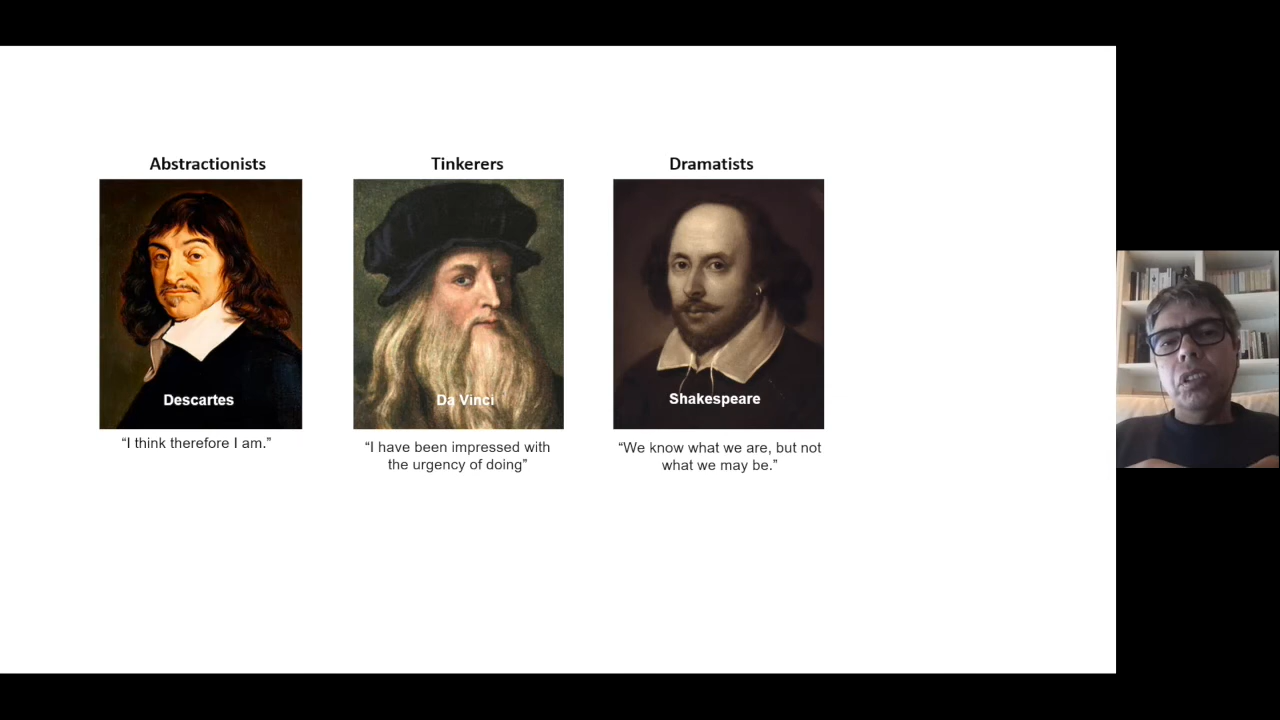 Abstractionists
Tinkerers
Dramatists
Descartes
Da Vinci
Shakespeare
“I think therefore I am.”
“I have been impressed with
the urgency of doing”
“We know what we are, but not
what we may be.”